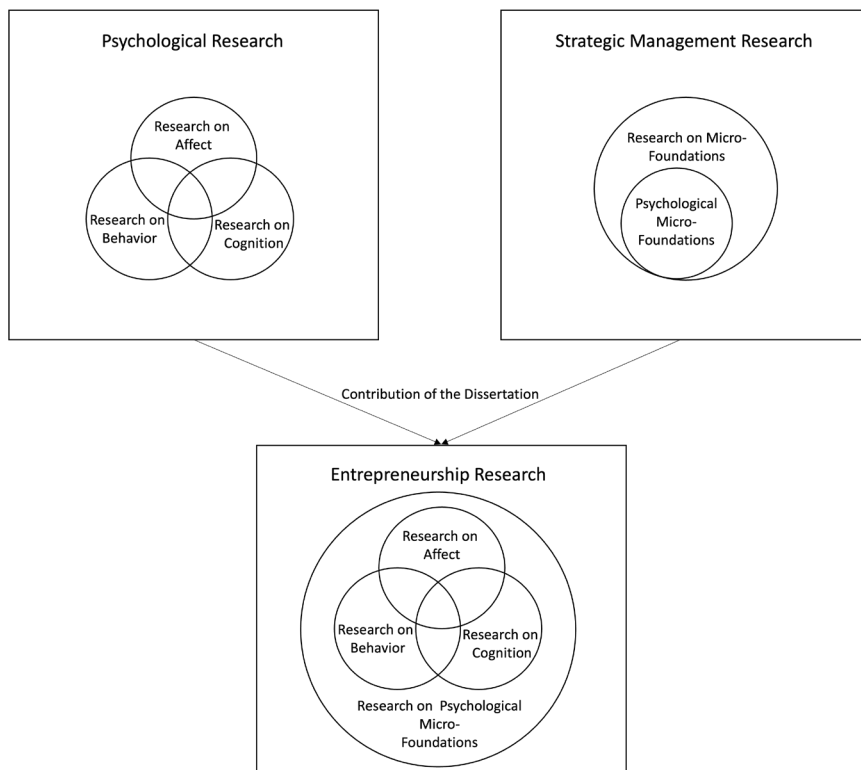 Psychological Research
Research on
Affect
Research on
Behavior
Research on
Cognition
Strategic Management Research
Research on Micro-
Foundations
Psychological
Micro-
Foundations
Contribution of the Dissertation
Entrepreneurship Research
Research on
Affect
Research on
Behavior
Research on
Cognition
Research on Psychological
Micro-
Foundations